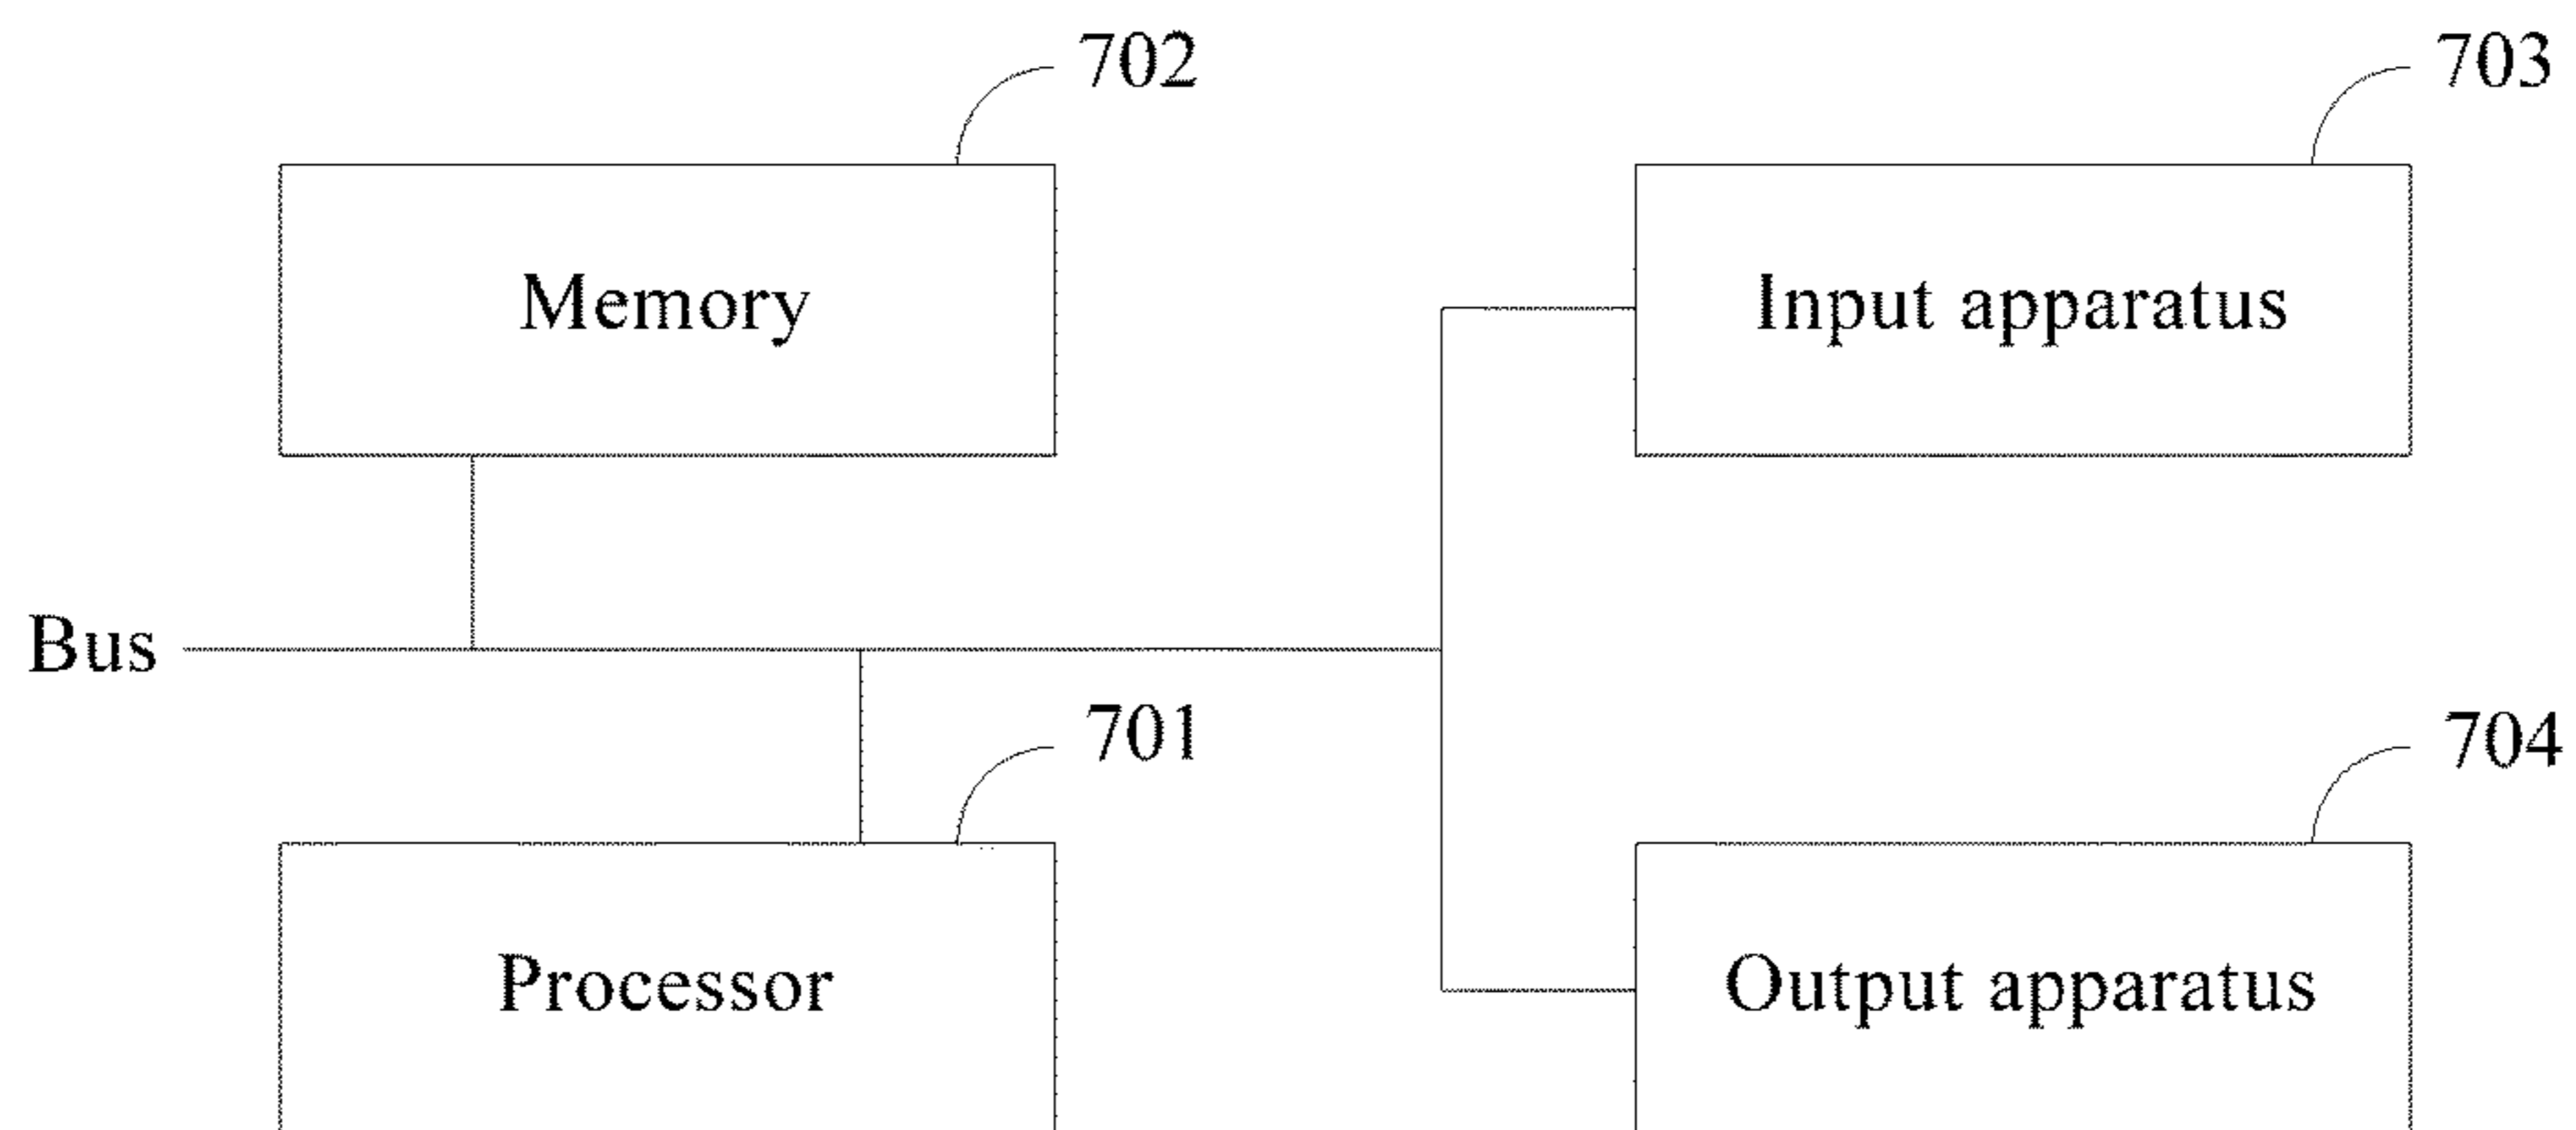 702
703
Memory
Input apparatus
Bus
701
704
Processor
Output apparatus